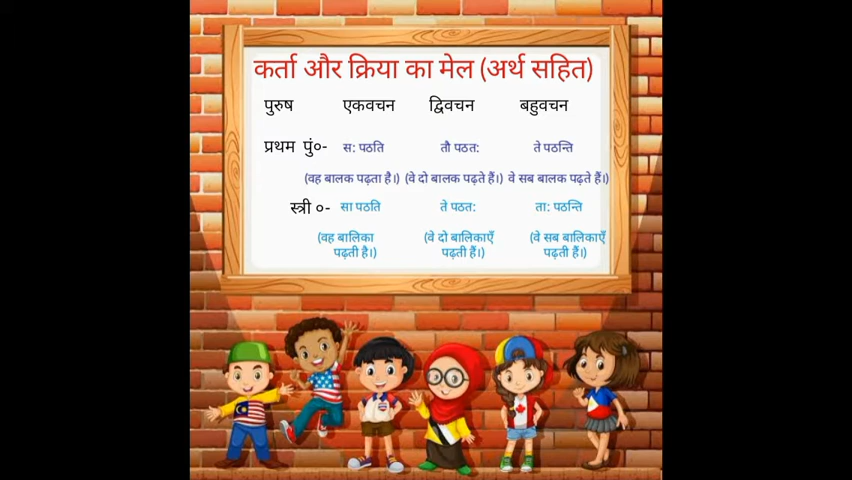 कर्ता और क्रिया का मेल (अर्थ सहित)
पुरुष एकवचन द्विवचन बहुवचन
प्रथम पुं०- स: पठति तौ पठत: ते पठन्ति
(वह बालक पढ़ता है।) (वे दो बालक पढ़ते हैं।) वे सब बालक पढ़ते हैं।)
स्त्री ०- सा पठति ते पठत: ता: पठन्ति
(वह बालिका (वे दो बालिकाएँ (वे सब बालिकाएँ
पढ़ती है।) पढ़ती हैं।) पढ़ती हैं।)